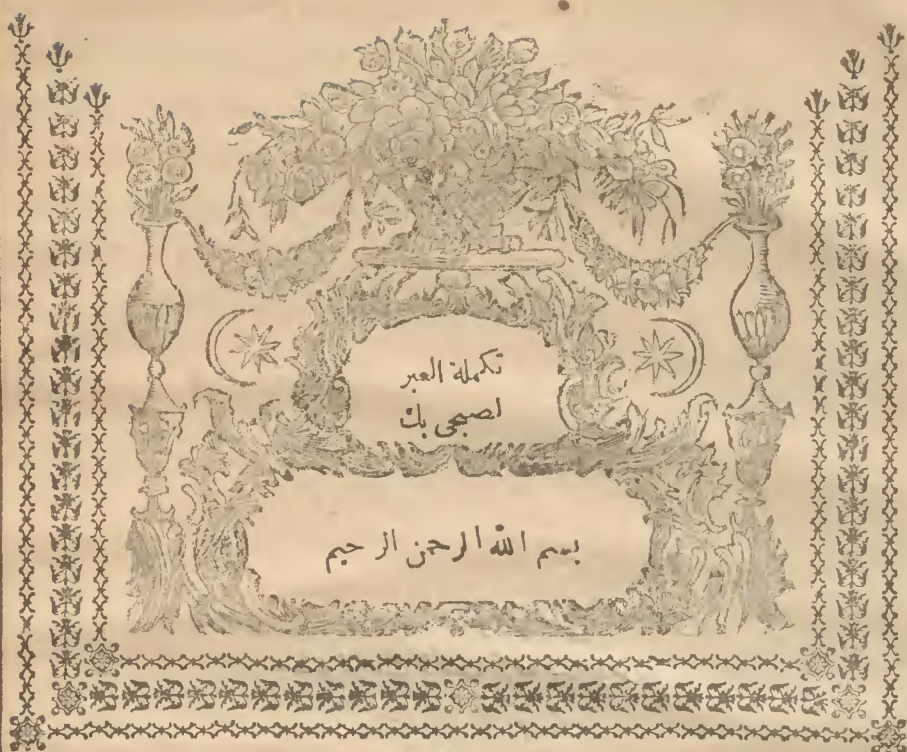 تكملة العبر
لصبحى بك
بسم الله الرحمن الرحيم